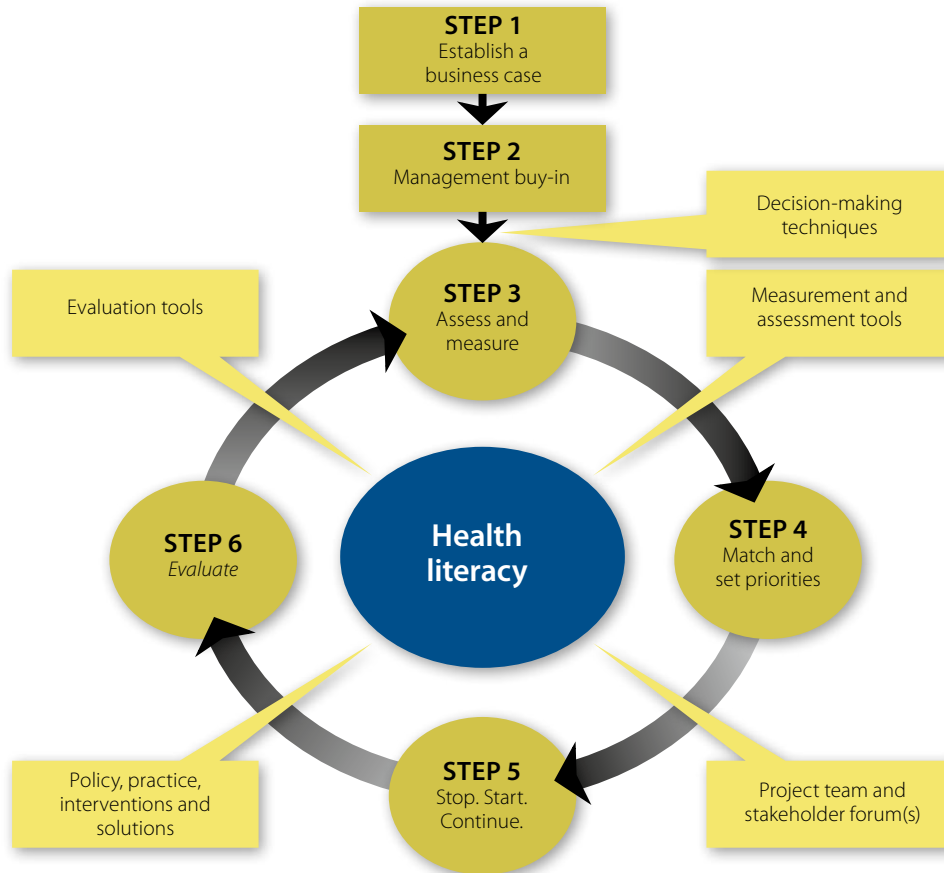 STEP 1
Establish a
business case
STEP 2
Management buy-in
Decision-making
techniques
Evaluation tools
STEP 3
Assess and
measure
Measurement and
assessment tools
STEP 6
Evaluate
Health
literacy
STEP 4
Match and
set priorities
Policy, practice,
interventions and
solutions
STEP 5
Stop. Start.
Continue.
Project team and
stakeholder forum(s)